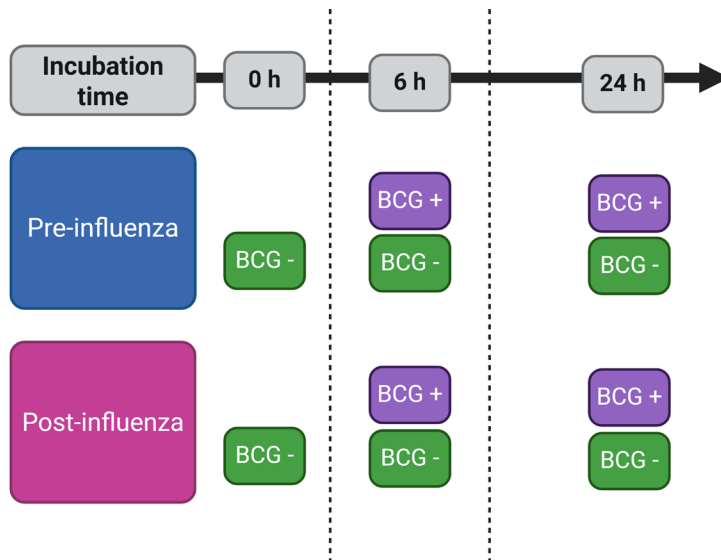 Incubation
time
0 h
6 h
24 h
Pre-influenza
BCG -
BCG +
BCG -
BCG +
BCG -
Post-influenza
BCG -
BCG +
BCG -
BCG +
BCG -